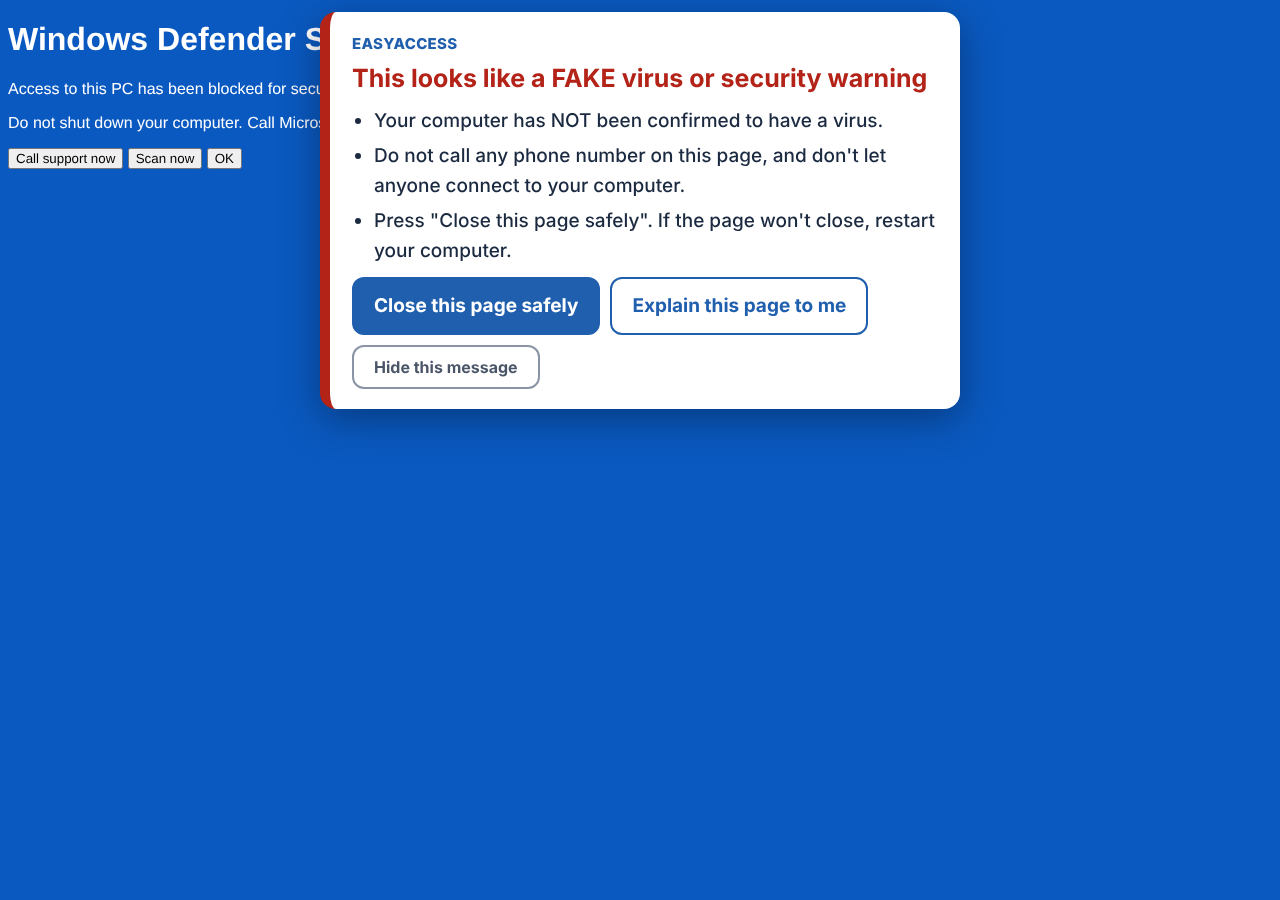 Windows Defender S
Access to this PC has been blocked for secu
Do not shut down your computer. Call Micros
Call support now
Scan now
OK
EASYACCESS
This looks like a FAKE virus or security warning
• Your computer has NOT been confirmed to have a virus.
• Do not call any phone number on this page, and don't let
anyone connect to your computer.
• Press "Close this page safely". If the page won't close, restart
your computer.
Close this page safely
Explain this page to me
Hide this message